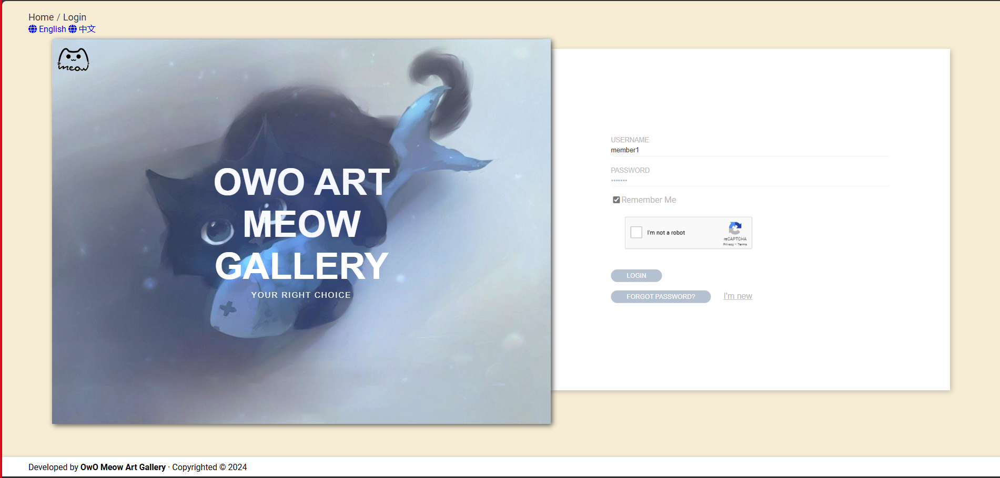 Home / Login
English 中文
meow
OWO ART
MEOW
GALLERY
YOUR RIGHT CHOICE
USERNAME
member1
PASSWORD
•••••••
Remember Me
I'm not a robot
reCAPTCHA
Privacy - Terms
LOGIN
FORGOT PASSWORD? I'm new
Developed by OwO Meow Art Gallery · Copyrighted © 2024